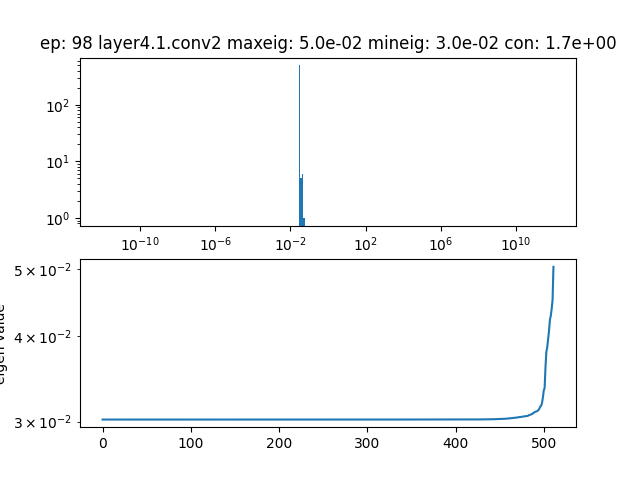 ep: 98 layer4.1.conv2 maxeig: 5.0e-02 mineig: 3.0e-02 con: 1.7e+00
10²
10¹
10⁰
10⁻¹⁰ 10⁻⁶ 10⁻² 10² 10⁶ 10¹⁰
5 × 10⁻²
4 × 10⁻²
3 × 10⁻²
eigen value
0 100 200 300 400 500